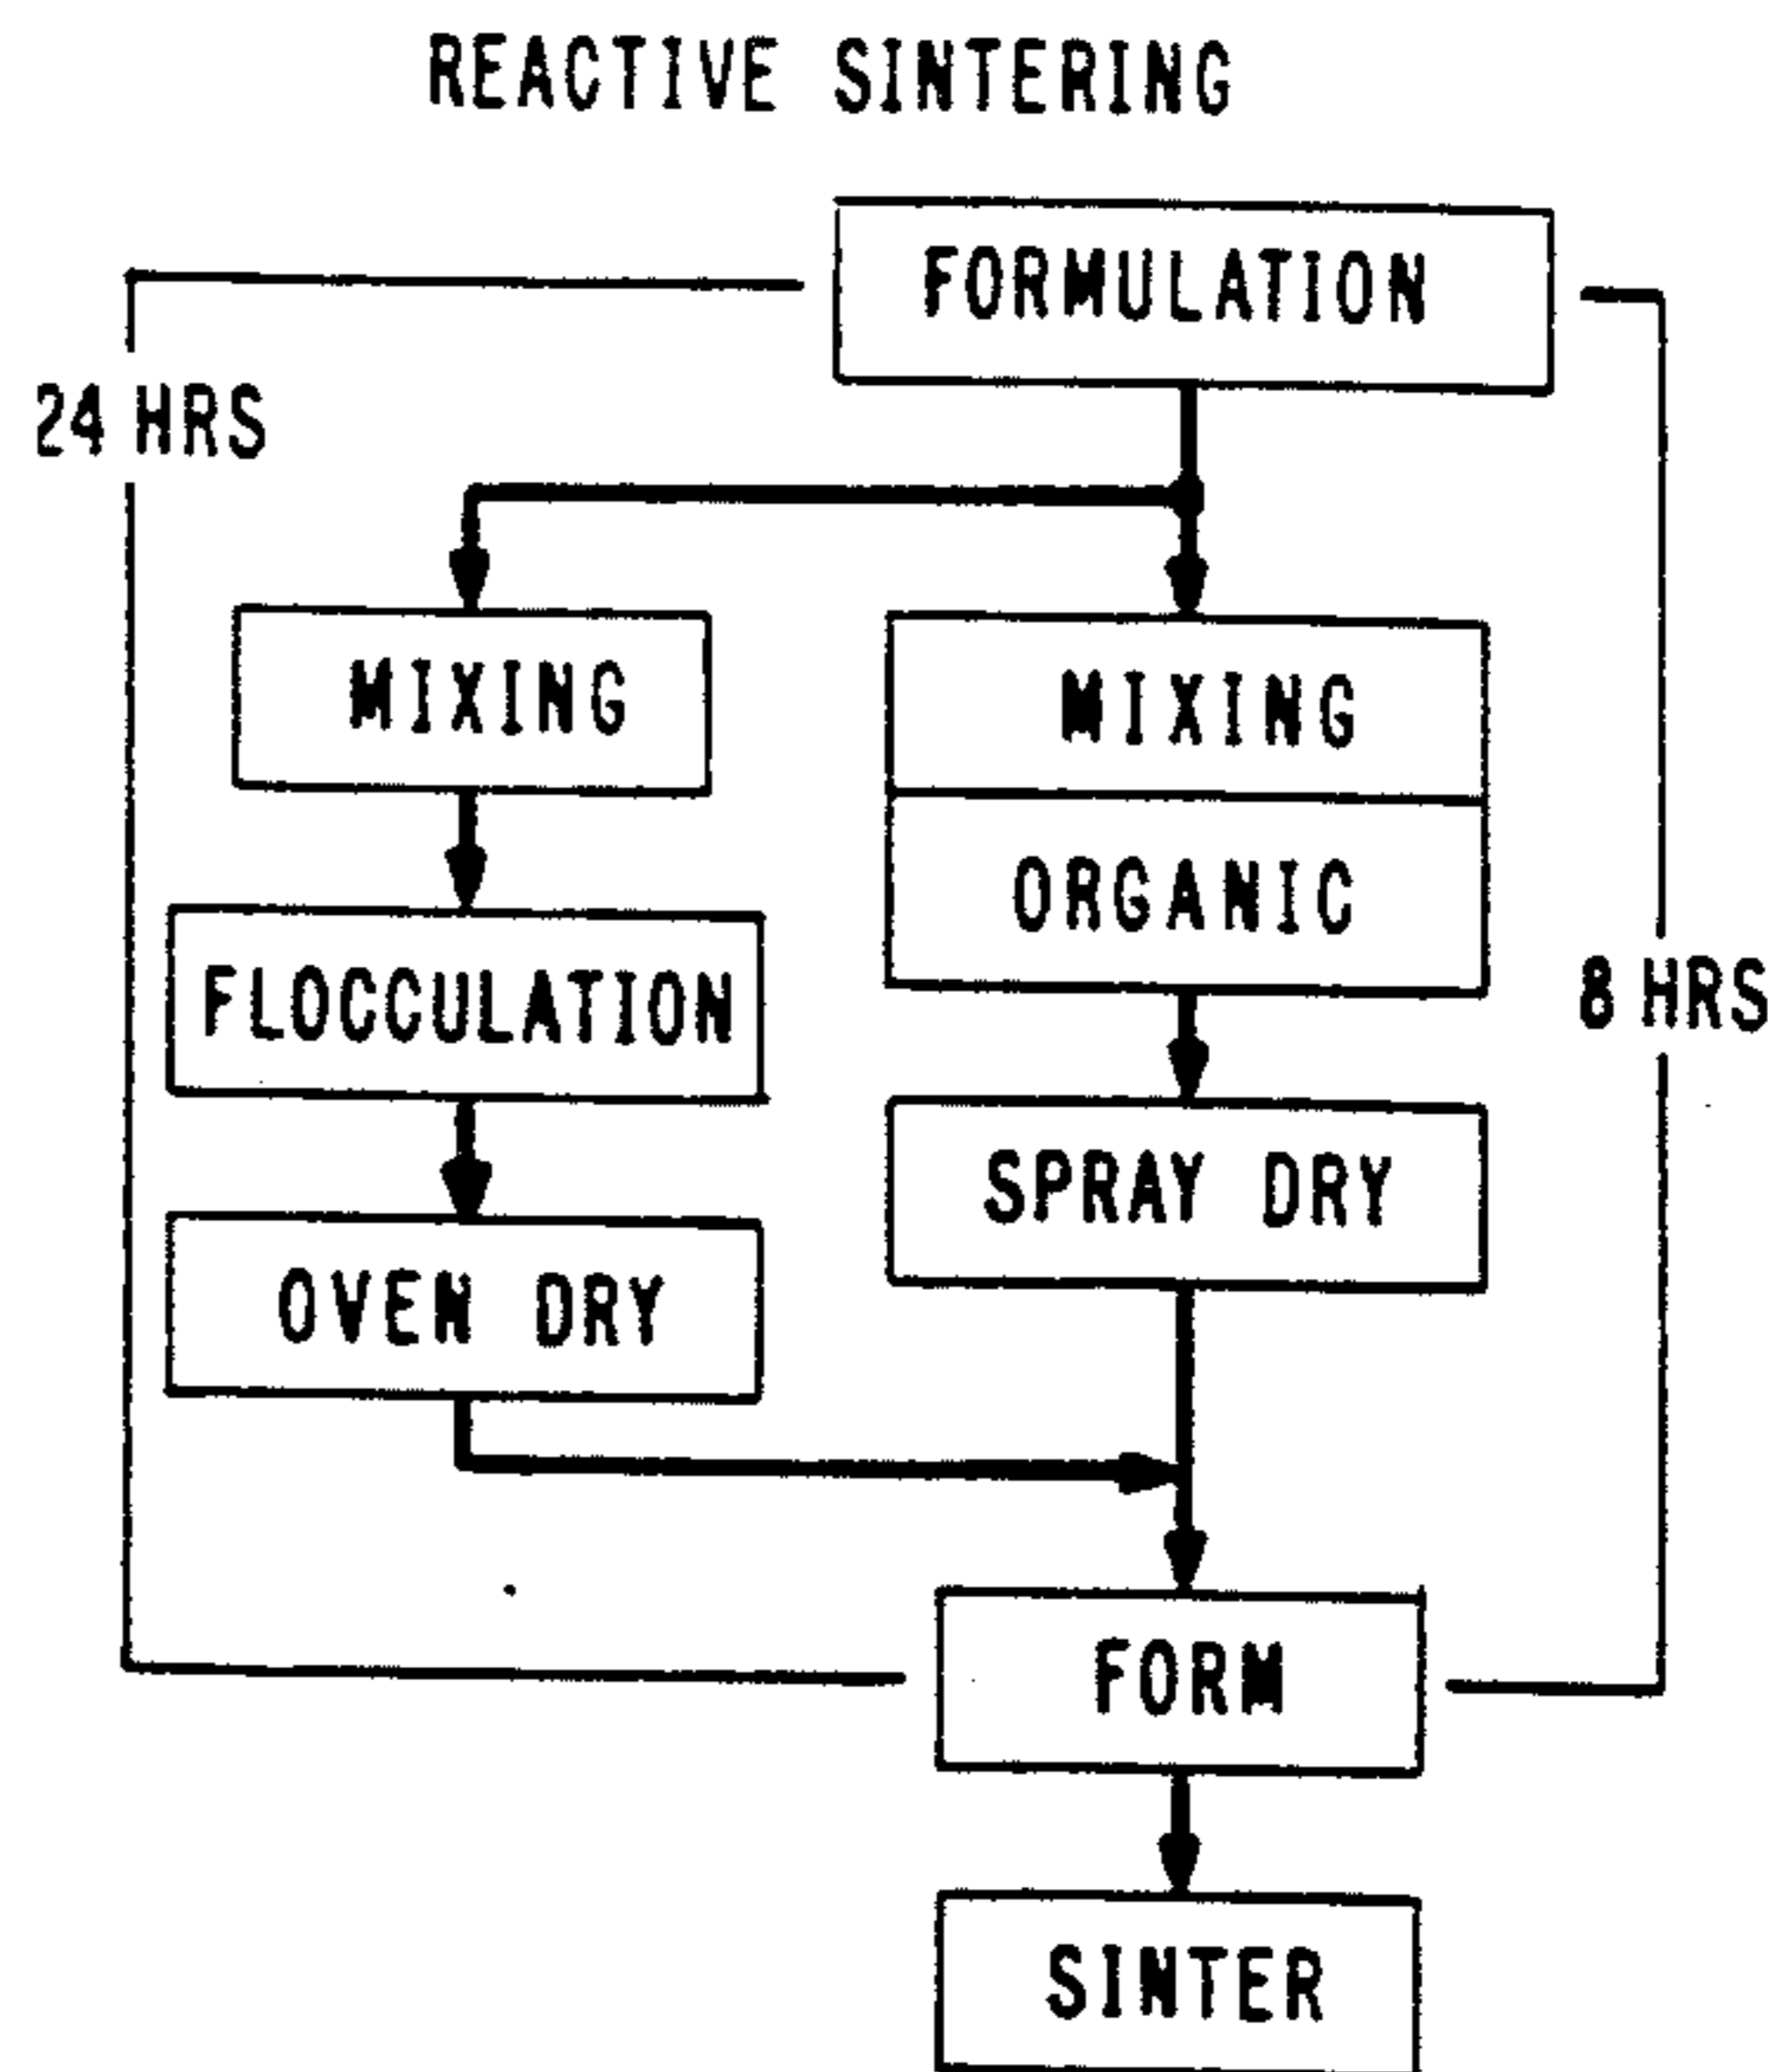 REACTIVE SINTERING
FORMULATION
24 HRS
MIXING
MIXING
ORGANIC
FLOCCULATION
8 HRS
SPRAY DRY
OVEN DRY
FORM
SINTER